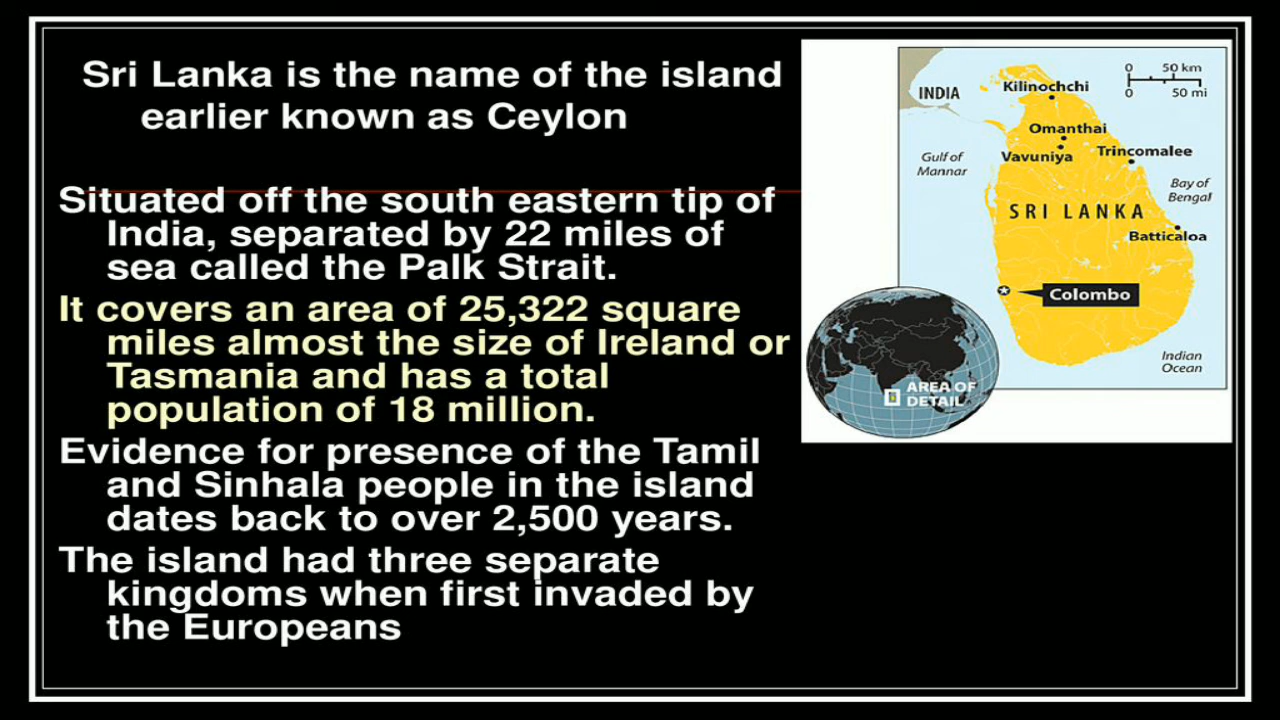 Sri Lanka is the name of the island
earlier known as Ceylon
Situated off the south eastern tip of
India, separated by 22 miles of
sea called the Palk Strait.
It covers an area of 25,322 square
miles almost the size of Ireland or
Tasmania and has a total
population of 18 million.
Evidence for presence of the Tamil
and Sinhala people in the island
dates back to over 2,500 years.
The island had three separate
kingdoms when first invaded by
the Europeans
0 50 km
0 50 mi
INDIA
Kilinochchi
Omanthai
Vavuniya
Trincomalee
Gulf of
Mannar
Bay of
Bengal
SRI LANKA
Batticaloa
Colombo
Indian
Ocean
AREA OF
DETAIL